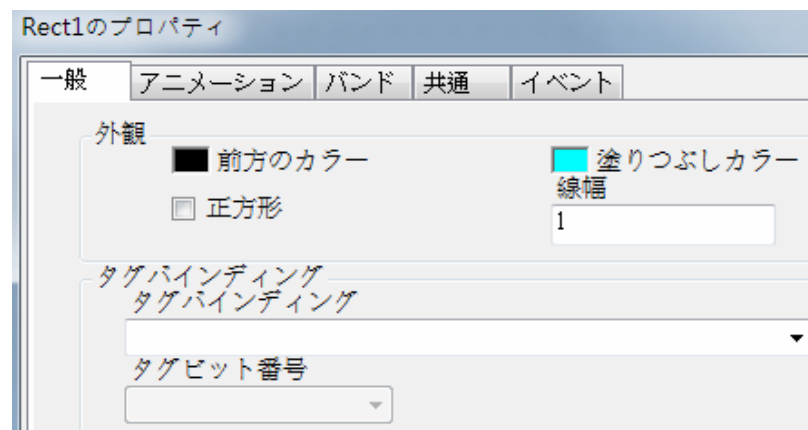 Rect1のプロパティ
一般 アニメーション バンド 共通 イベント
外観
前方のカラー 塗りつぶしカラー
正方形 線幅
1
タグバインディング
タグバインディング
タグビット番号